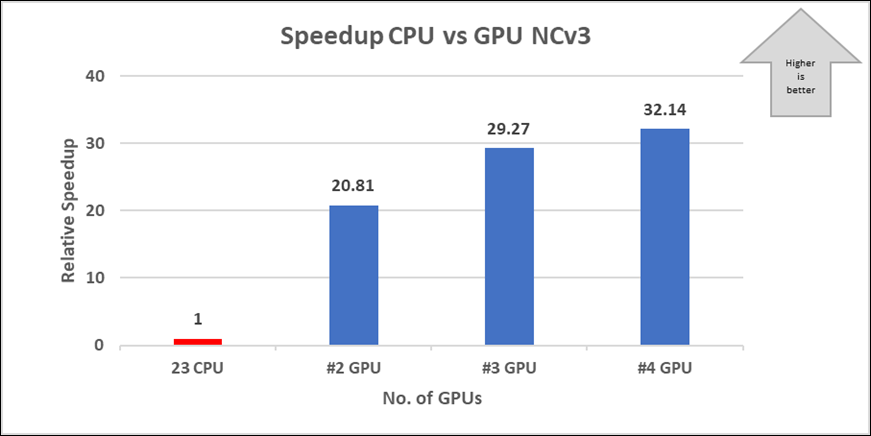 Speedup CPU vs GPU NCv3
Higher
is
better
Relative Speedup
40
30
20
10
0
1
20.81
29.27
32.14
23 CPU
#2 GPU
#3 GPU
#4 GPU
No. of GPUs